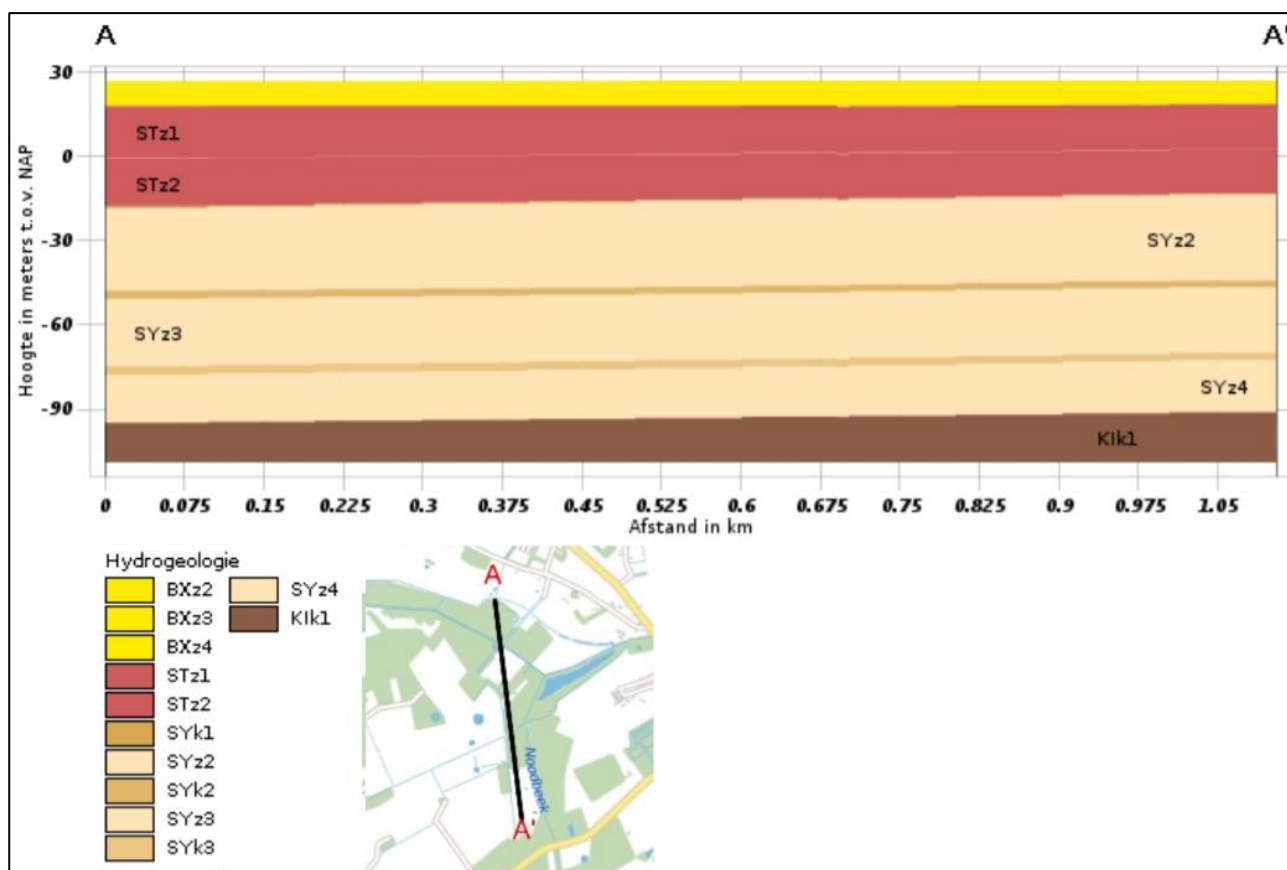 A A'
30
STz1
0
STz2
-30
SYz2
-60
SYz3
-90
SYz4
KIk1
Hoogte in meters t.o.v. NAP
0 0.075 0.15 0.225 0.3 0.375 0.45 0.525 0.6 0.675 0.75 0.825 0.9 0.975 1.05
Afstand in km
Hydrogeologie
BXz2 SYz4
BXz3 KIk1
BXz4
STz1
STz2
SYk1
SYz2
SYk2
SYz3
SYk3
A
Noodbeek
A'